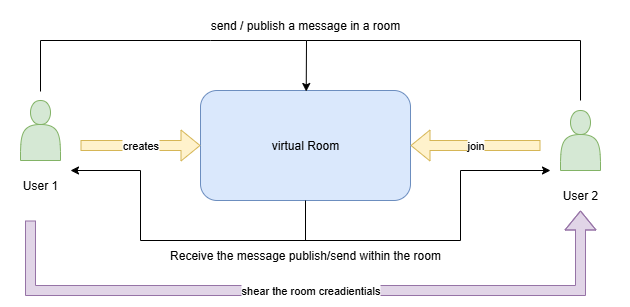 send / publish a message in a room
creates
virtual Room
join
User 1
User 2
Receive the message publish/send within the room
shear the room creadientials